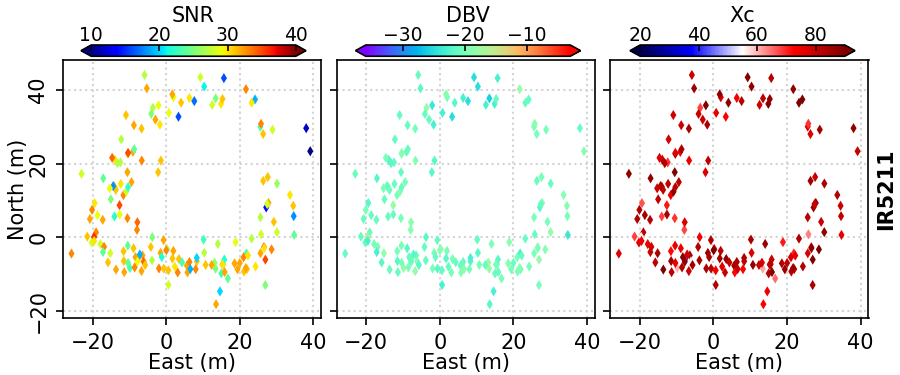 SNR DBV Xc
10 20 30 40 −30 −20 −10 20 40 60 80
40
20
0
−20
North (m)
IR5211
−20 0 20 40 −20 0 20 40 −20 0 20 40
East (m) East (m) East (m)